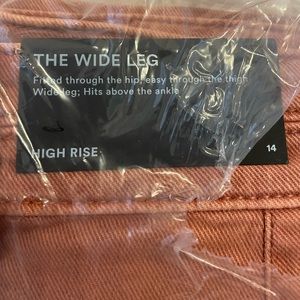 THE WIDE LEG
Fitted through the hip, easy through the thigh
Wide leg; Hits above the ankle
HIGH RISE
14